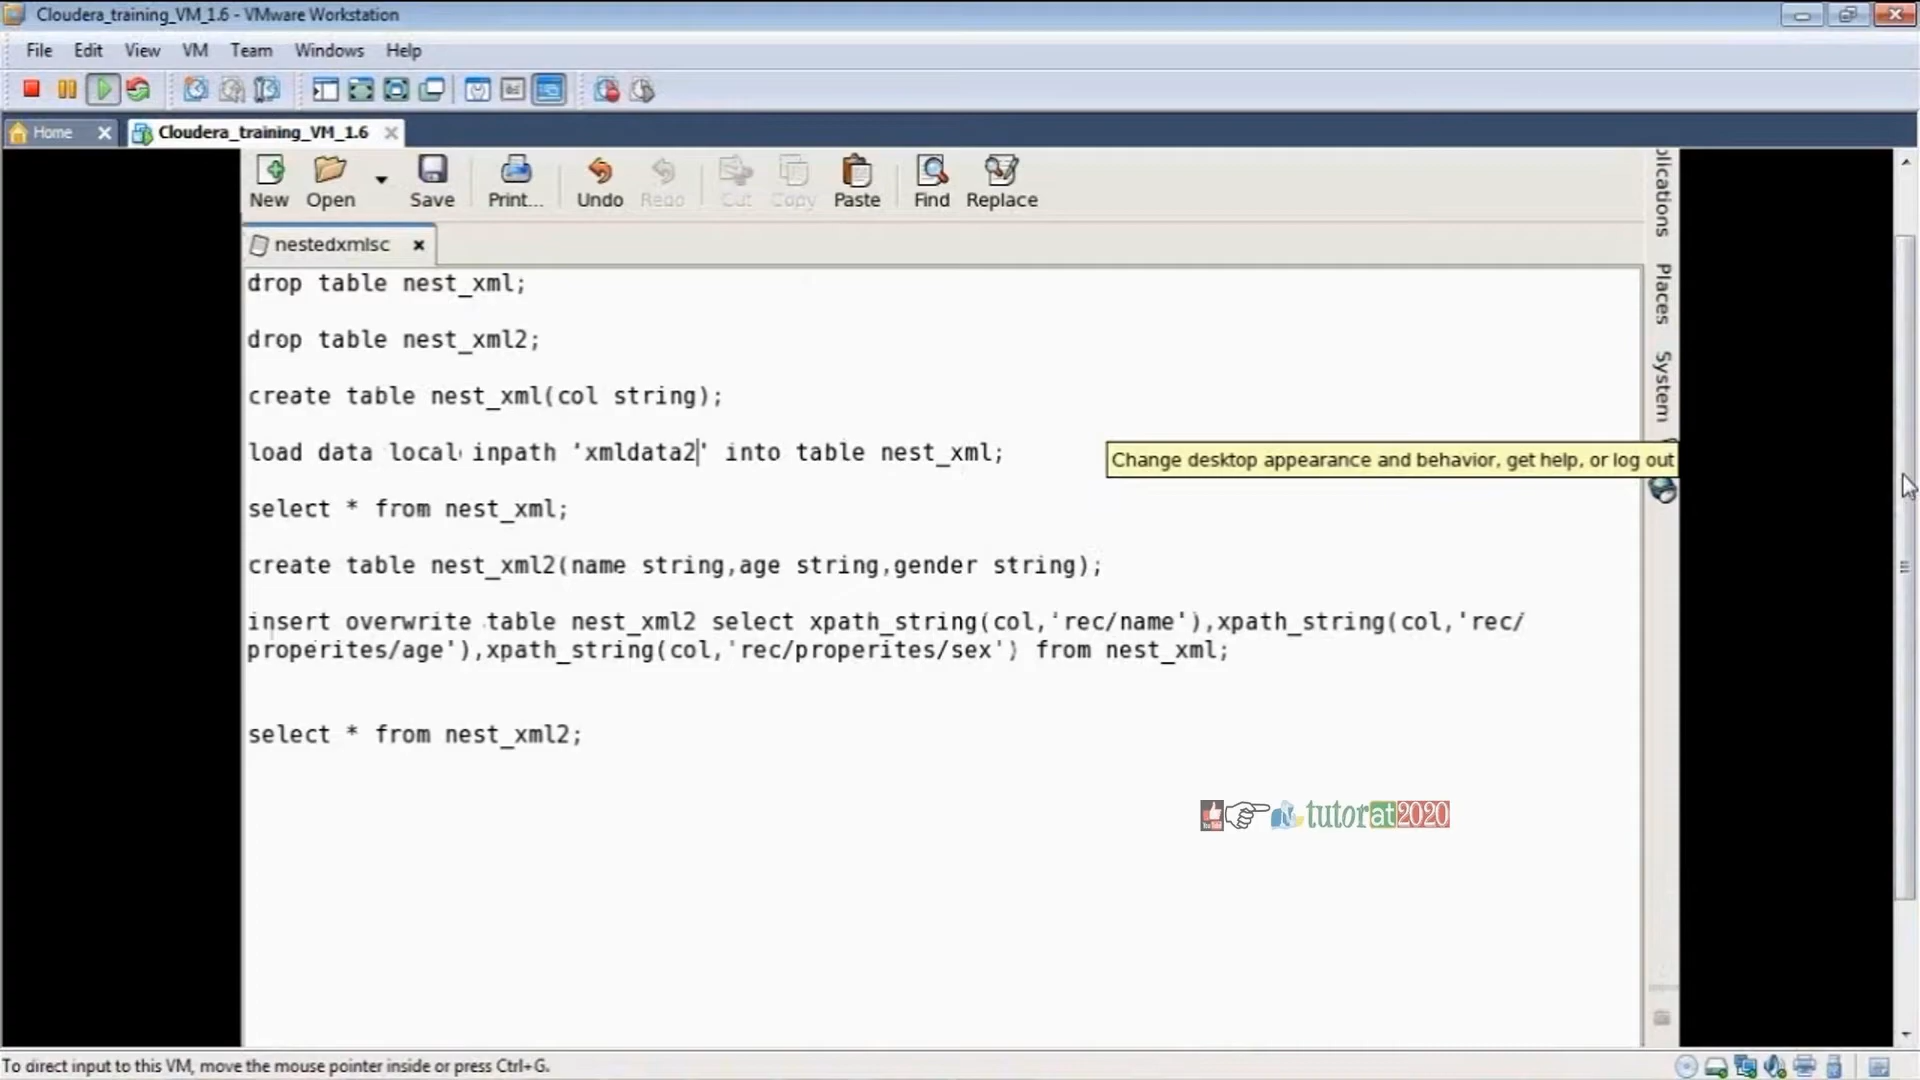 Cloudera_training_VM_1.6 - VMware Workstation
File Edit View VM Team Windows Help
Home Cloudera_training_VM_1.6
New Open Save Print... Undo Redo Cut Copy Paste Find Replace
plications
Places
System
nestedxmlsc
drop table nest_xml;
drop table nest_xml2;
create table nest_xml(col string);
load data local inpath 'xmldata2' into table nest_xml;
Change desktop appearance and behavior, get help, or log out
select * from nest_xml;
create table nest_xml2(name string,age string,gender string);
insert overwrite table nest_xml2 select xpath_string(col,'rec/name'),xpath_string(col,'rec/
properites/age'),xpath_string(col,'rec/properites/sex') from nest_xml;
select * from nest_xml2;
tutorat2020
To direct input to this VM, move the mouse pointer inside or press Ctrl+G.